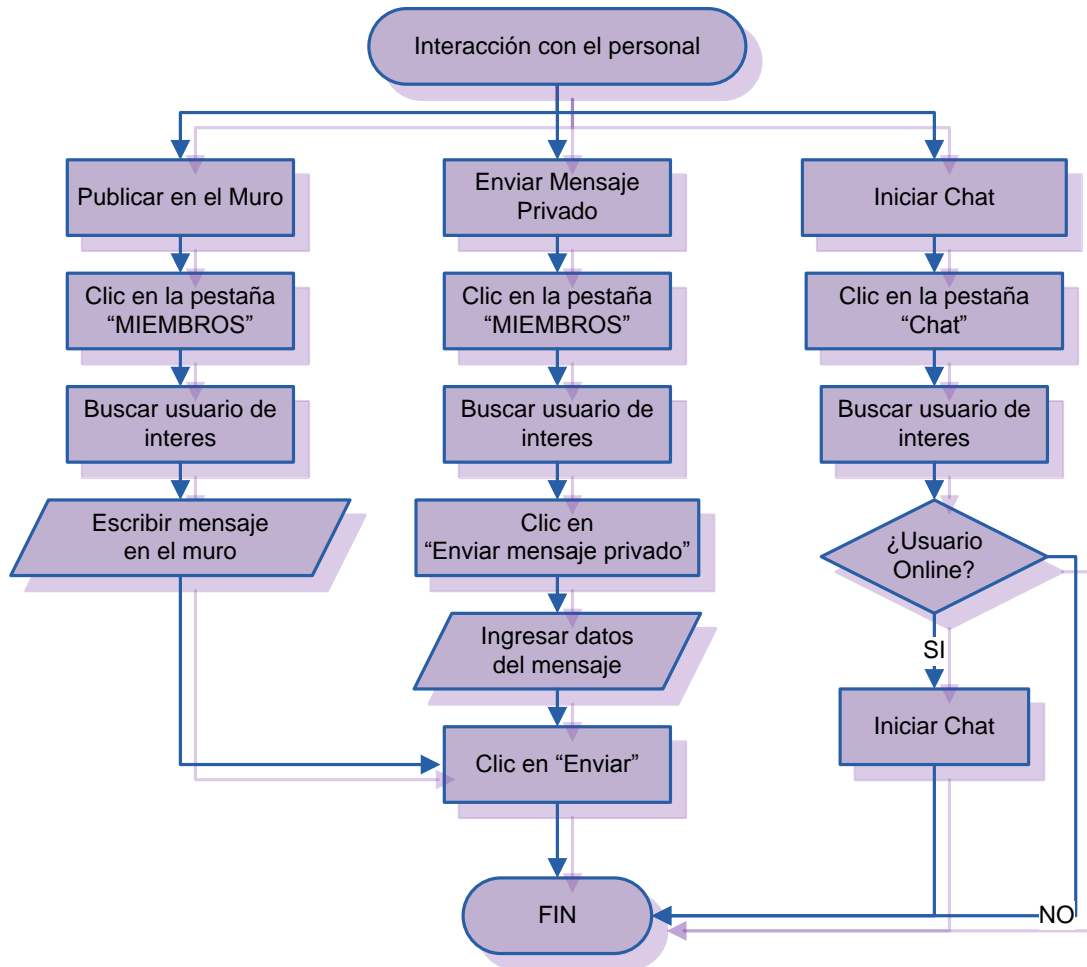 Interacción con el personal
Publicar en el Muro
Enviar Mensaje
Privado
Iniciar Chat
Clic en la pestaña
“MIEMBROS”
Clic en la pestaña
“MIEMBROS”
Clic en la pestaña
“Chat”
Buscar usuario de
interes
Buscar usuario de
interes
Buscar usuario de
interes
Escribir mensaje
en el muro
Clic en
“Enviar mensaje privado”
¿Usuario
Online?
Ingresar datos
del mensaje
SI
Clic en “Enviar”
Iniciar Chat
FIN
NO